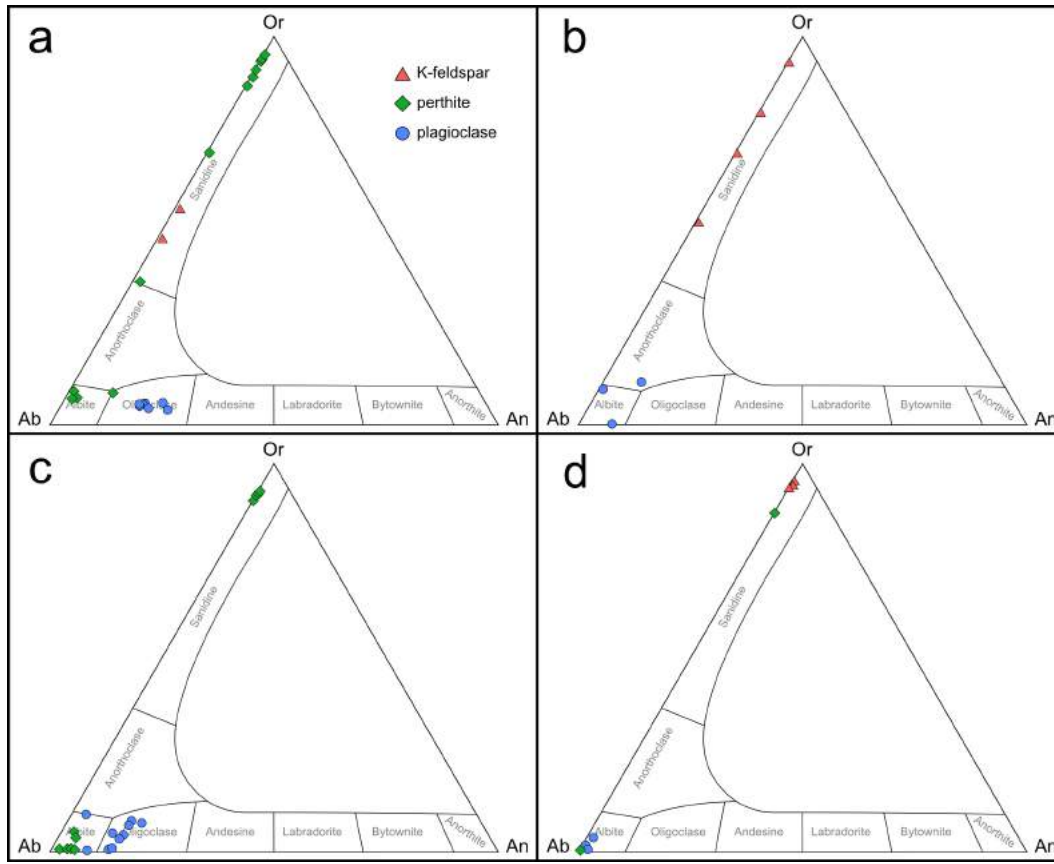 a
Or
K-feldspar
perthite
plagioclase
Sanidine
Anorthoclase
Albite
Oligoclase
Andesine
Labradorite
Bytownite
Anorthite
Ab
An
b
Or
Sanidine
Anorthoclase
Albite
Oligoclase
Andesine
Labradorite
Bytownite
Anorthite
Ab
An
c
Or
Sanidine
Anorthoclase
Albite
Oligoclase
Andesine
Labradorite
Bytownite
Anorthite
Ab
An
d
Or
Sanidine
Anorthoclase
Albite
Oligoclase
Andesine
Labradorite
Bytownite
Anorthite
Ab
An